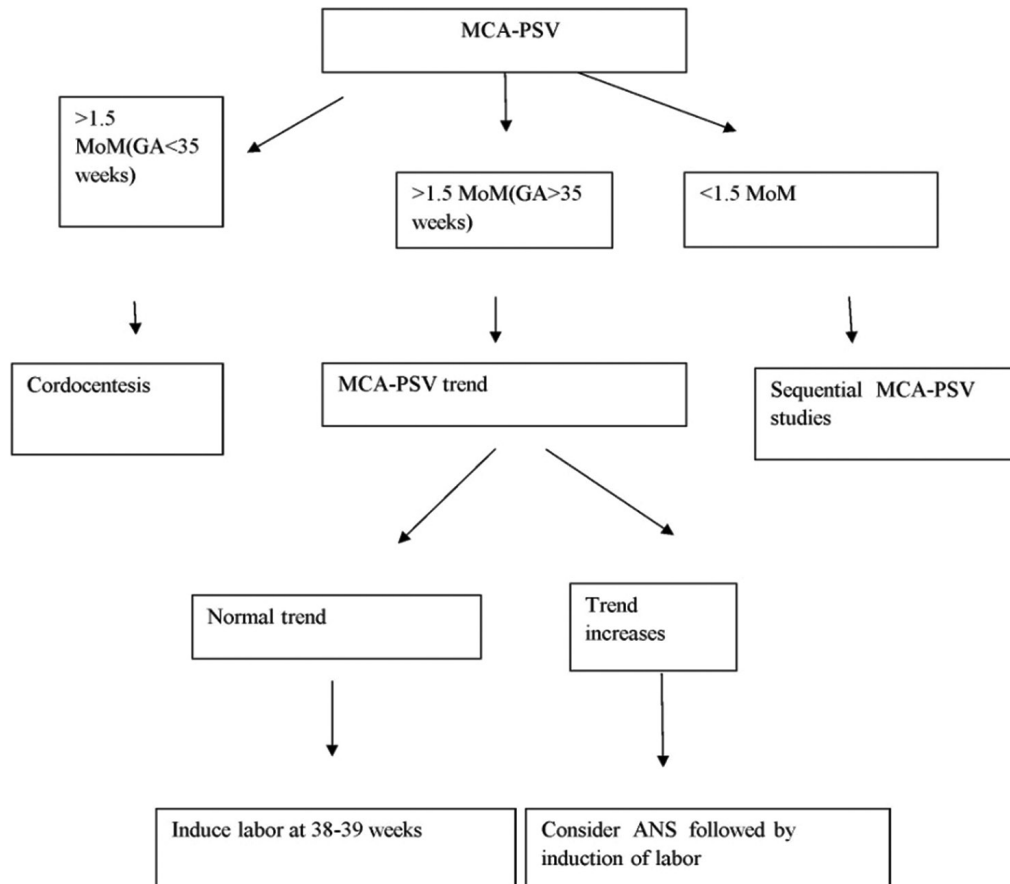 MCA-PSV
>1.5
MoM(GA<35
weeks)
>1.5 MoM(GA>35
weeks)
<1.5 MoM
Cordocentesis
MCA-PSV trend
Sequential MCA-PSV
studies
Normal trend
Trend
increases
Induce labor at 38-39 weeks
Consider ANS followed by
induction of labor